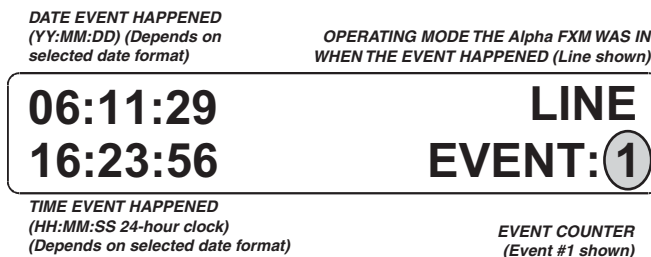 DATE EVENT HAPPENED
(YY:MM:DD) (Depends on
selected date format)
OPERATING MODE THE Alpha FXM WAS IN
WHEN THE EVENT HAPPENED (Line shown)
06:11:29 LINE
16:23:56 EVENT: 1
TIME EVENT HAPPENED
(HH:MM:SS 24-hour clock)
(Depends on selected date format)
EVENT COUNTER
(Event #1 shown)